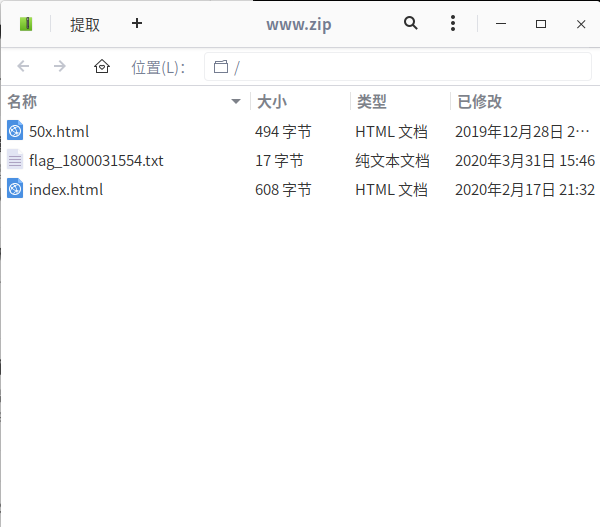 提取 www.zip
位置(L): /
名称 大小 类型 已修改
50x.html 494 字节 HTML 文档 2019年12月28日 2…
flag_1800031554.txt 17 字节 纯文本文档 2020年3月31日 15:46
index.html 608 字节 HTML 文档 2020年2月17日 21:32